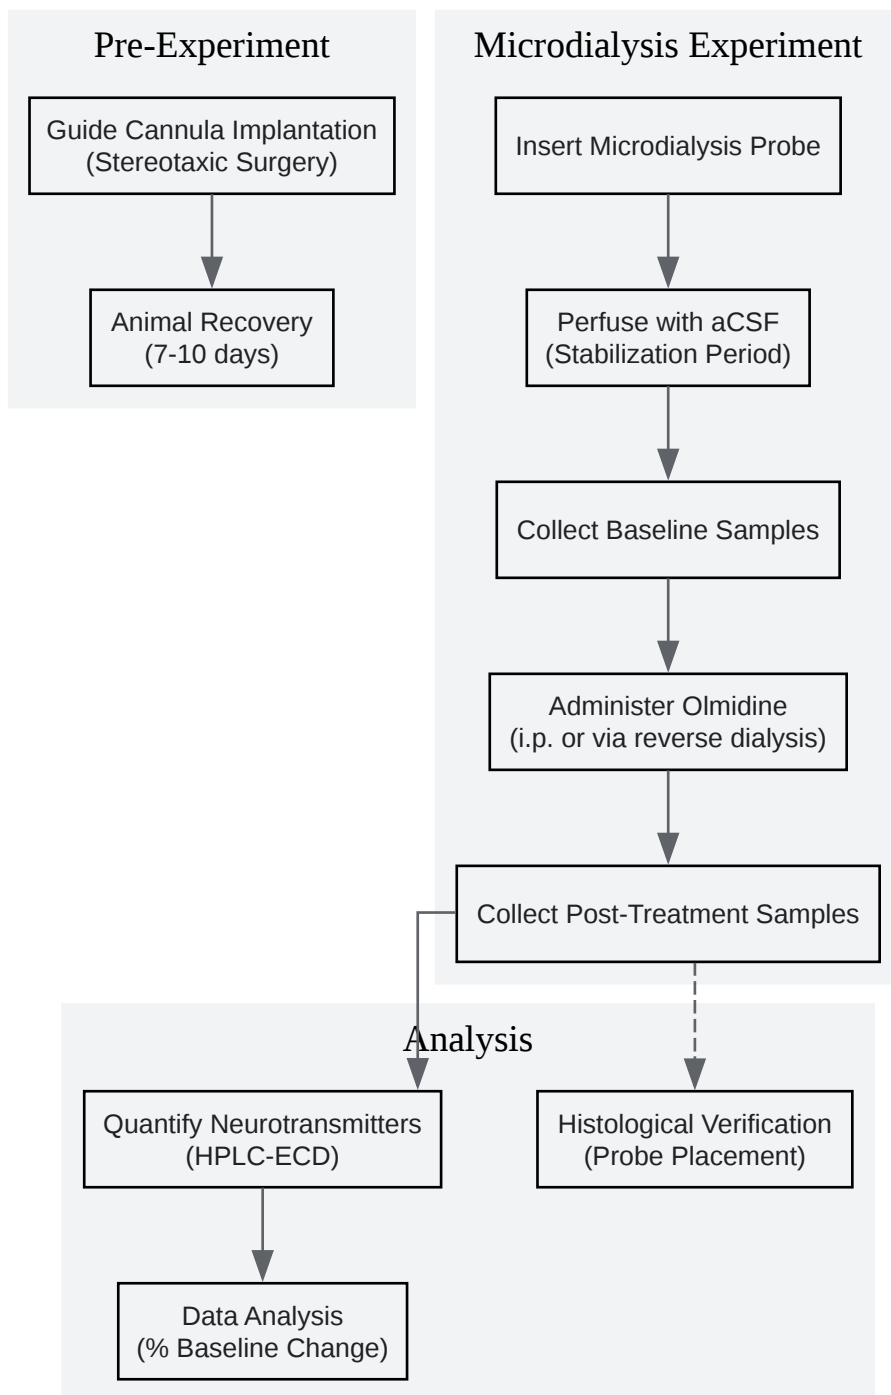 Pre-Experiment
Guide Cannula Implantation
(Stereotaxic Surgery)
Animal Recovery
(7-10 days)
Microdialysis Experiment
Insert Microdialysis Probe
Perfuse with aCSF
(Stabilization Period)
Collect Baseline Samples
Administer Olmidine
(i.p. or via reverse dialysis)
Collect Post-Treatment Samples
Analysis
Quantify Neurotransmitters
(HPLC-ECD)
Histological Verification
(Probe Placement)
Data Analysis
(% Baseline Change)